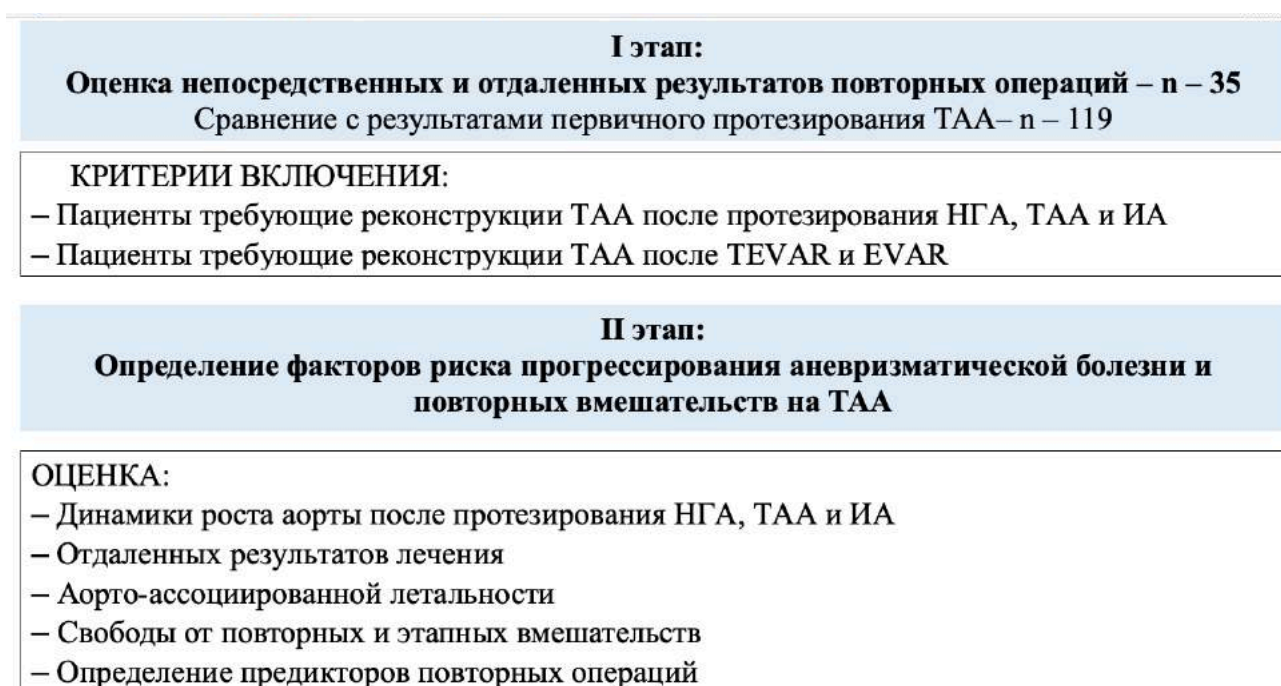 I этап:
Оценка непосредственных и отдаленных результатов повторных операций – n – 35
Сравнение с результатами первичного протезирования ТАА– n – 119
КРИТЕРИИ ВКЛЮЧЕНИЯ:
– Пациенты требующие реконструкции ТАА после протезирования НГА, ТАА и ИА
– Пациенты требующие реконструкции ТАА после TEVAR и EVAR
II этап:
Определение факторов риска прогрессирования аневризматической болезни и
повторных вмешательств на ТАА
ОЦЕНКА:
– Динамики роста аорты после протезирования НГА, ТАА и ИА
– Отдаленных результатов лечения
– Аорто-ассоциированной летальности
– Свободы от повторных и этапных вмешательств
– Определение предикторов повторных операций